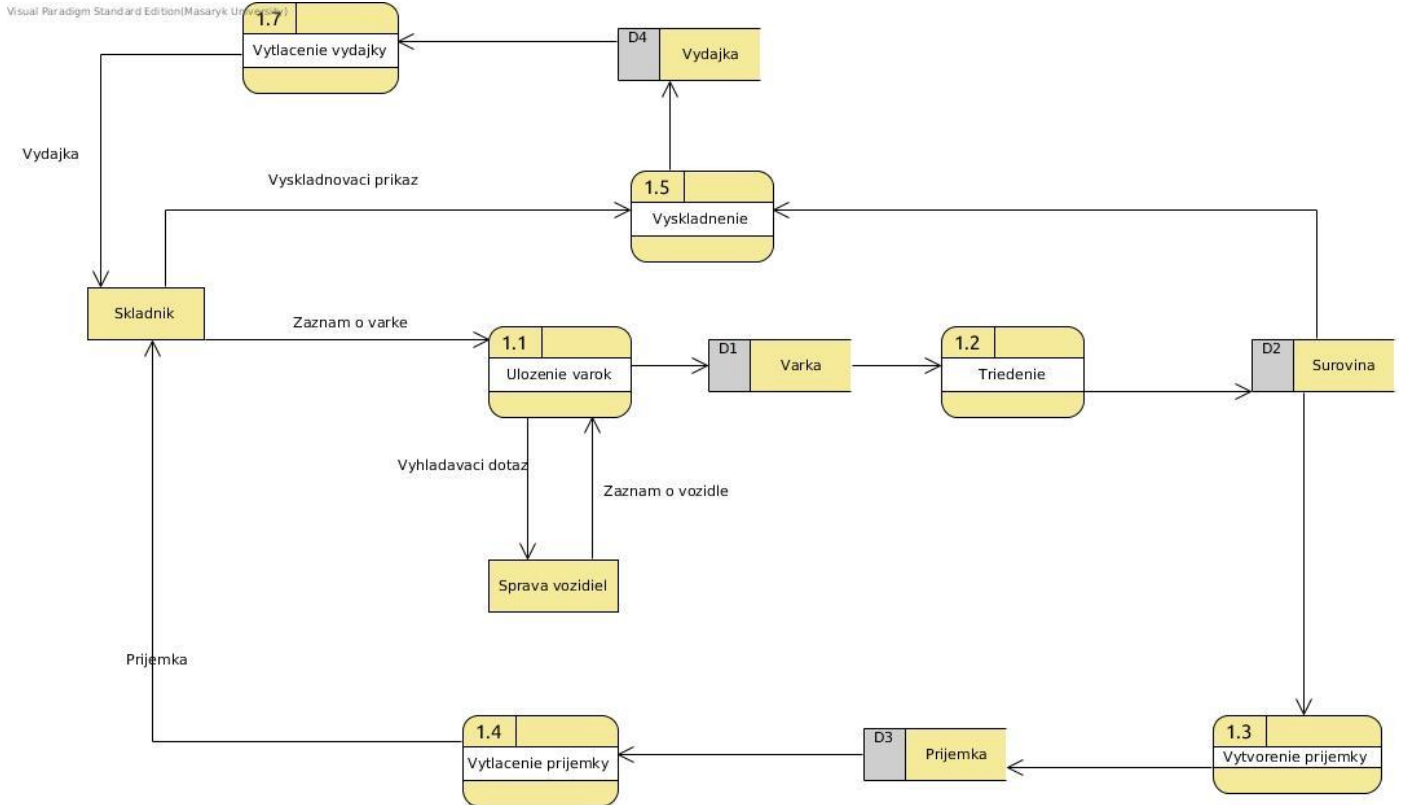 Visual Paradigm Standard Edition(Masaryk University)
1.7
Vytlacenie vydajky
D4
Vydajka
Vydajka
Vyskladnovaci prikaz
1.5
Vyskladnenie
Skladnik
Zaznam o varke
1.1
Ulozenie varok
D1
Varka
1.2
Triedenie
D2
Surovina
Vyhladavaci dotaz
Zaznam o vozidle
Sprava vozidiel
Prijemka
1.4
Vytlacenie prijemky
D3
Prijemka
1.3
Vytvorenie prijemky